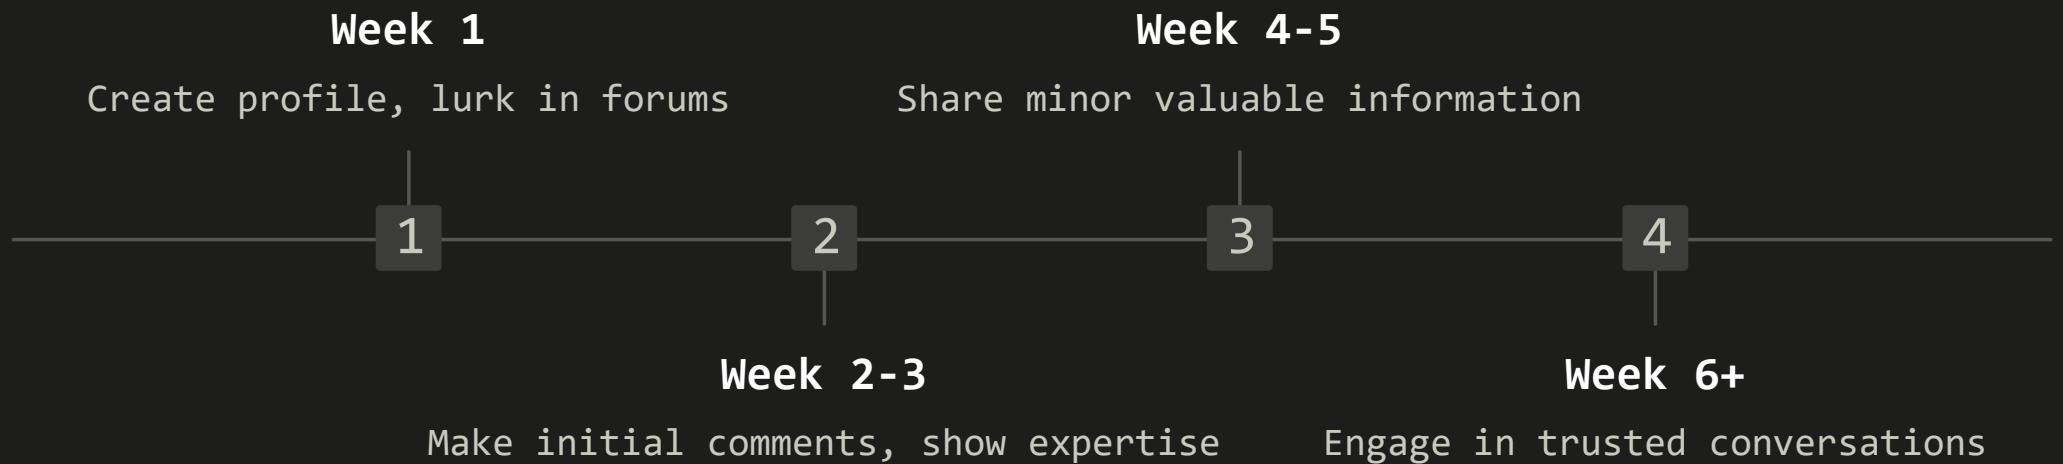 Week 1
Create profile, lurk in forums
1
2
Week 2-3
Make initial comments, show expertise
Week 4-5
Share minor valuable information
3
4
Week 6+
Engage in trusted conversations